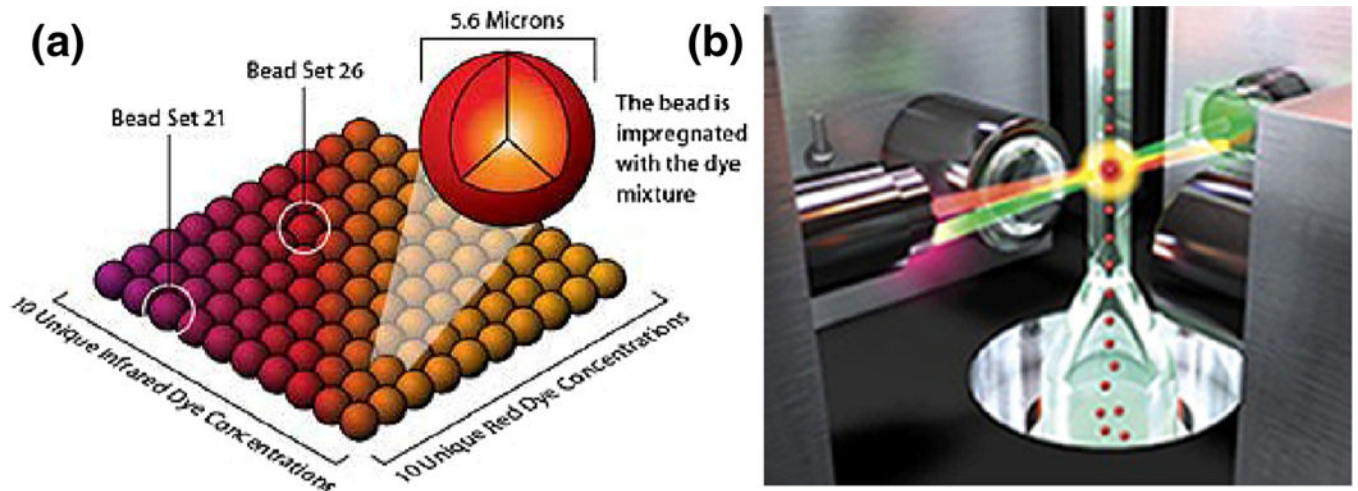 (a)
5.6 Microns
Bead Set 26
Bead Set 21
The bead is
impregnated
with the dye
mixture
10 Unique Infrared Dye Concentrations
10 Unique Red Dye Concentrations
(b)